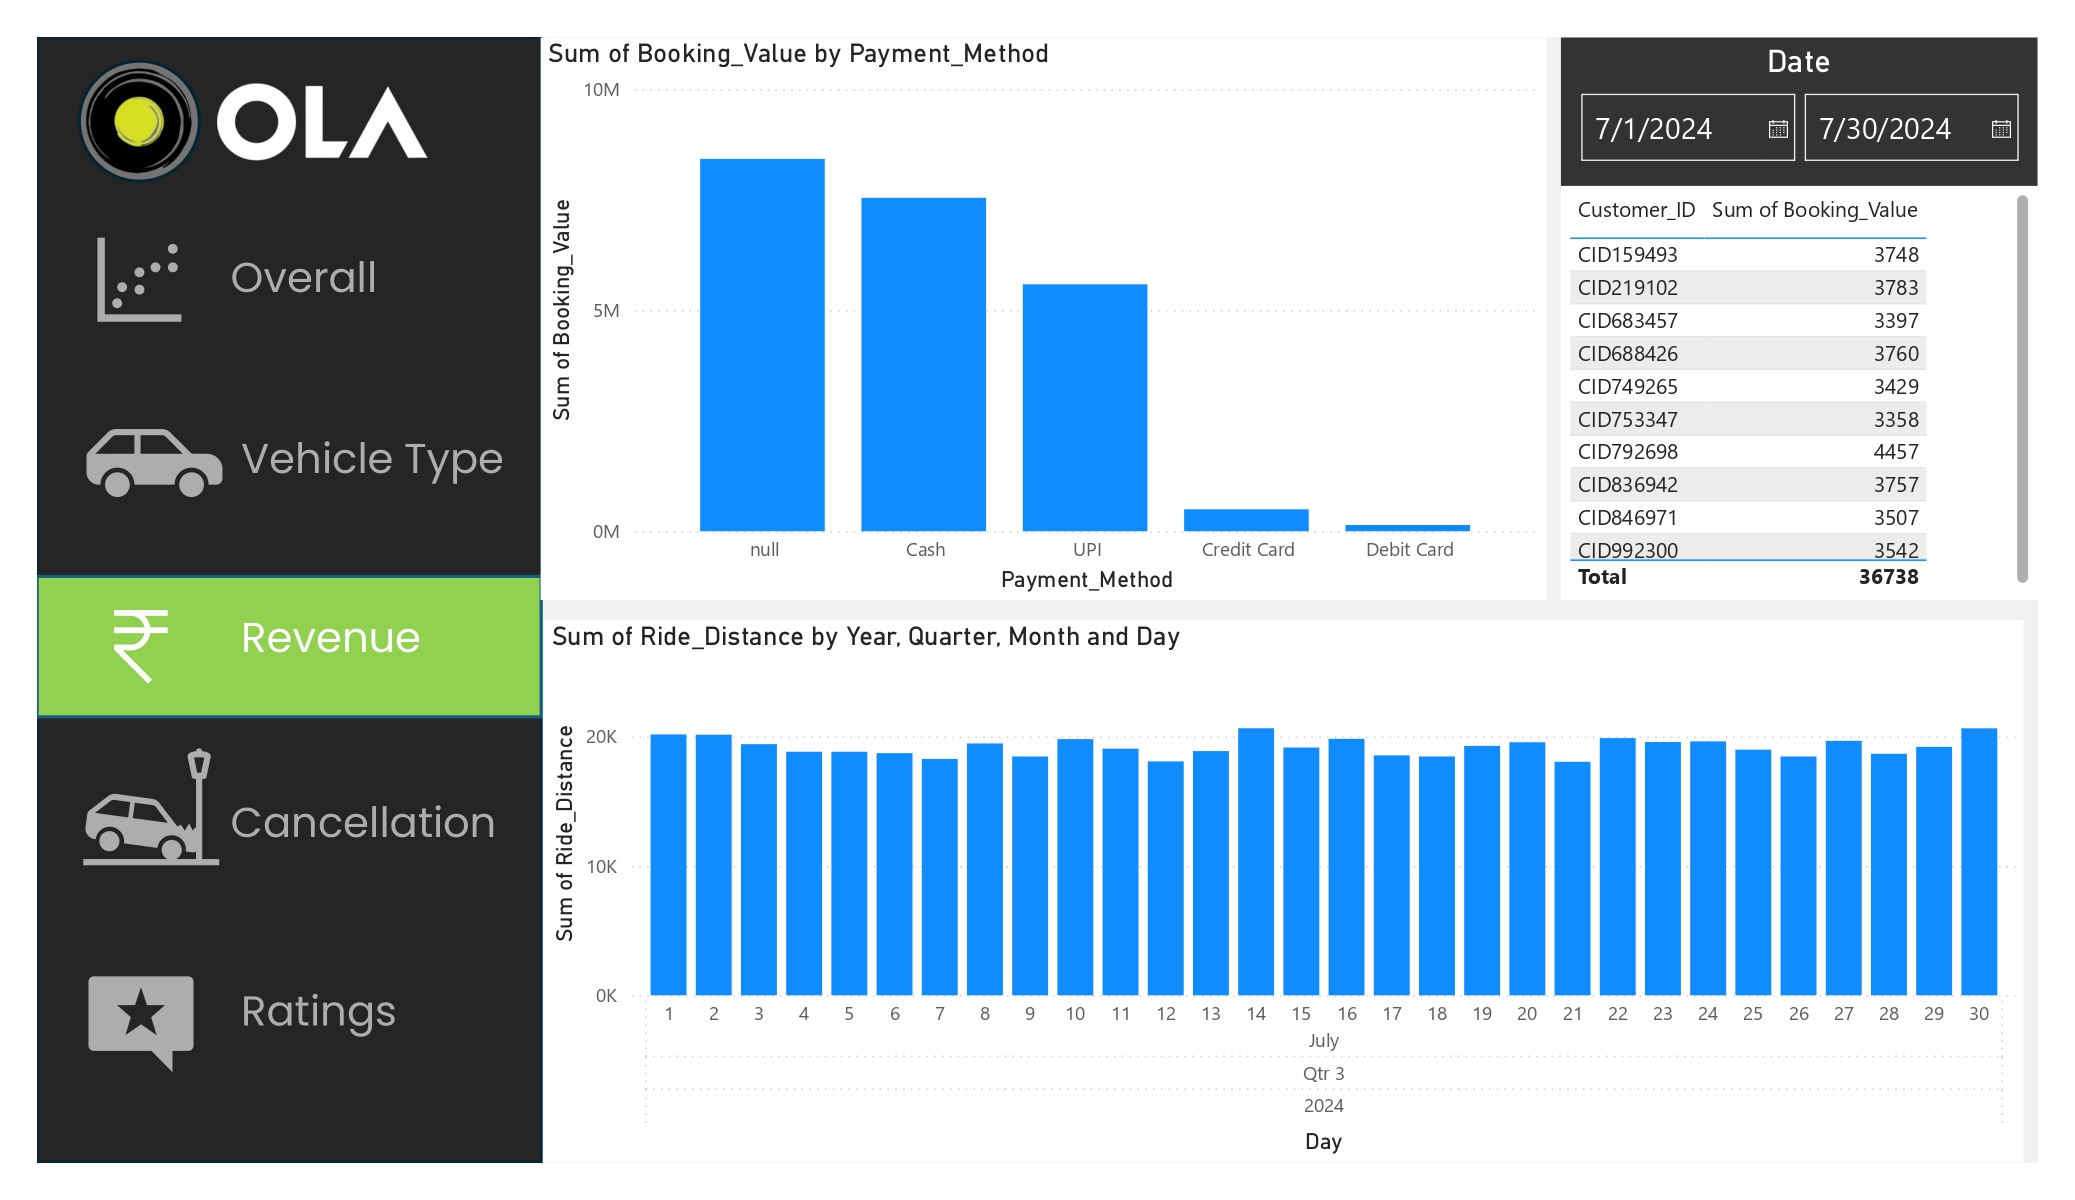 OLA
Overall
Vehicle Type
Revenue
Cancellation
Ratings
Sum of Booking_Value by Payment_Method
Sum of Booking_Value
10M
5M
0M
null Cash UPI Credit Card Debit Card
Payment_Method
Date
7/1/2024 7/30/2024
Customer_ID Sum of Booking_Value
CID159493 3748
CID219102 3783
CID683457 3397
CID688426 3760
CID749265 3429
CID753347 3358
CID792698 4457
CID836942 3757
CID846971 3507
CID992300 3542
Total 36738
Sum of Ride_Distance by Year, Quarter, Month and Day
Sum of Ride_Distance
20K
10K
0K
1 2 3 4 5 6 7 8 9 10 11 12 13 14 15 16 17 18 19 20 21 22 23 24 25 26 27 28 29 30
July
Qtr 3
2024
Day